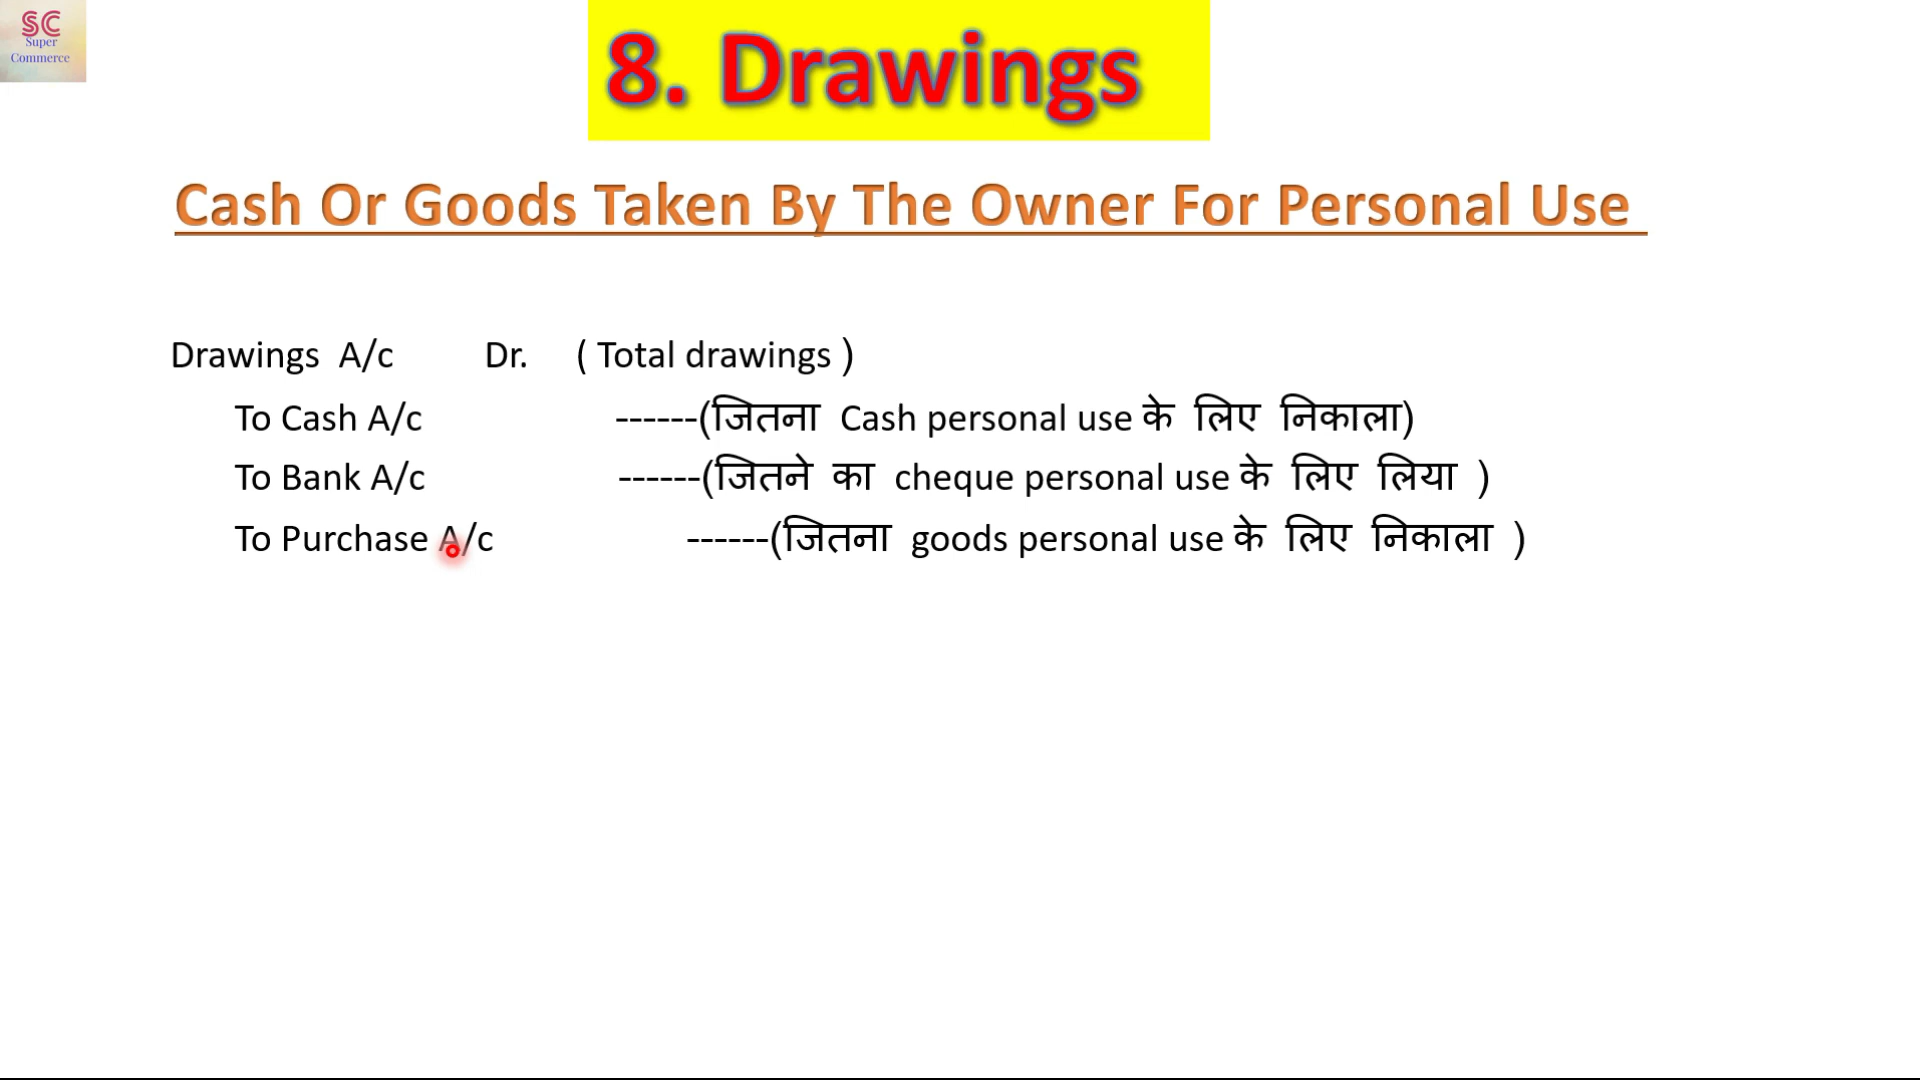 SC
Super
Commerce
8. Drawings
Cash Or Goods Taken By The Owner For Personal Use
Drawings A/c Dr. ( Total drawings )
To Cash A/c ------(जितना Cash personal use के लिए निकाला)
To Bank A/c ------(जितने का cheque personal use के लिए लिया )
To Purchase A/c ------(जितना goods personal use के लिए निकाला )